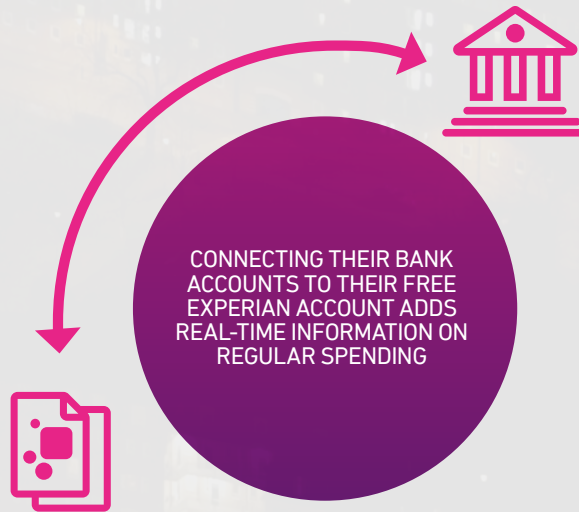 CONNECTING THEIR BANK
ACCOUNTS TO THEIR FREE
EXPERIAN ACCOUNT ADDS
REAL-TIME INFORMATION ON
REGULAR SPENDING